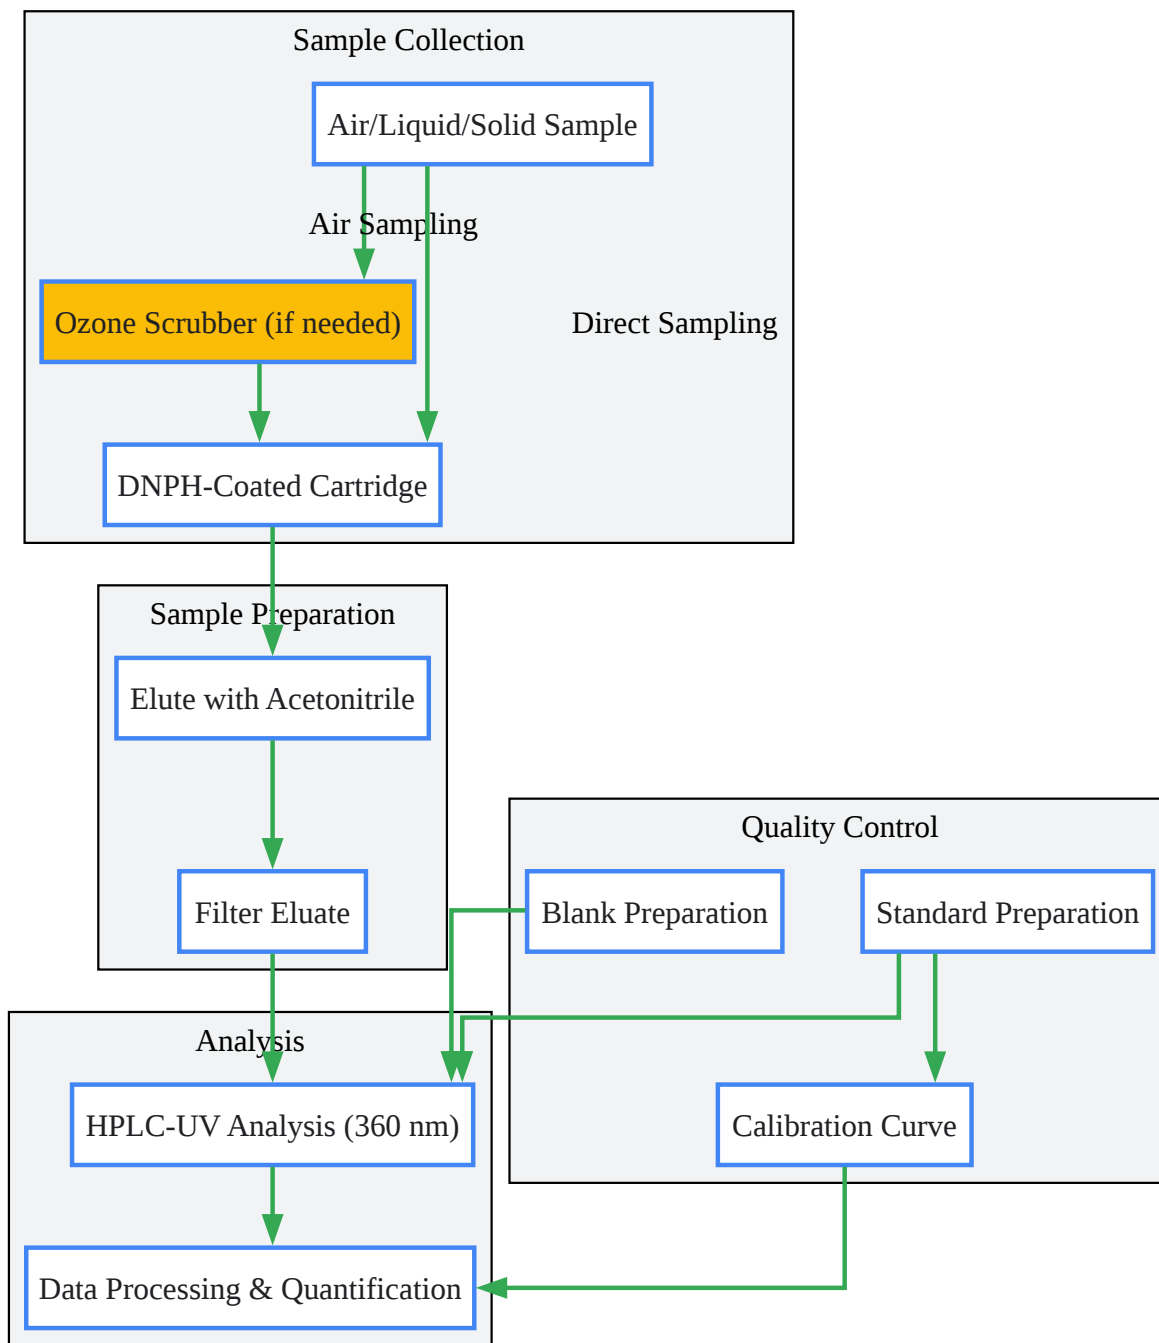 Sample Collection
Air/Liquid/Solid Sample
Air Sampling
Ozone Scrubber (if needed)
Direct Sampling
DNPH-Coated Cartridge
Sample Preparation
Elute with Acetonitrile
Quality Control
Filter Eluate
Blank Preparation
Standard Preparation
Analysis
HPLC-UV Analysis (360 nm)
Calibration Curve
Data Processing & Quantification